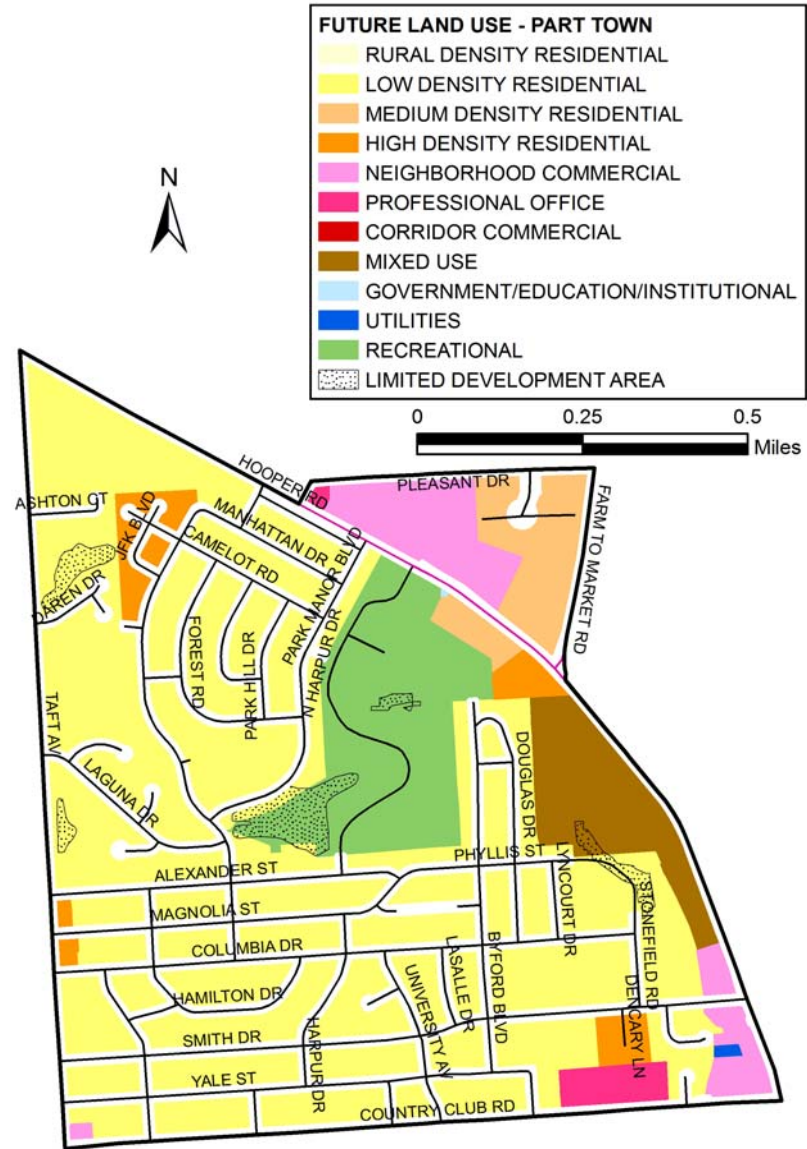 FUTURE LAND USE - PART TOWN
RURAL DENSITY RESIDENTIAL
LOW DENSITY RESIDENTIAL
MEDIUM DENSITY RESIDENTIAL
HIGH DENSITY RESIDENTIAL
NEIGHBORHOOD COMMERCIAL
PROFESSIONAL OFFICE
CORRIDOR COMMERCIAL
MIXED USE
GOVERNMENT/EDUCATION/INSTITUTIONAL
UTILITIES
RECREATIONAL
LIMITED DEVELOPMENT AREA
N
0 0.25 0.5
Miles
HOOPER RD
PLEASANT DR
FARM TO MARKET RD
ASHTON CT
JFK BLVD
MANHATTAN DR
CAMELOT RD
PARK MANOR BLVD
DAREN DR
FOREST RD
PARK HILL DR
N HARPUR DR
TAFT AV
LAGUNA DR
DOUGLAS DR
ALEXANDER ST
PHYLLIS ST
LYNCOURT DR
STONEFIELD RD
MAGNOLIA ST
COLUMBIA DR
LASALLE DR
BYFORD BLVD
HAMILTON DR
UNIVERSITY AV
DENCARY LN
SMITH DR
HARPUR DR
YALE ST
COUNTRY CLUB RD